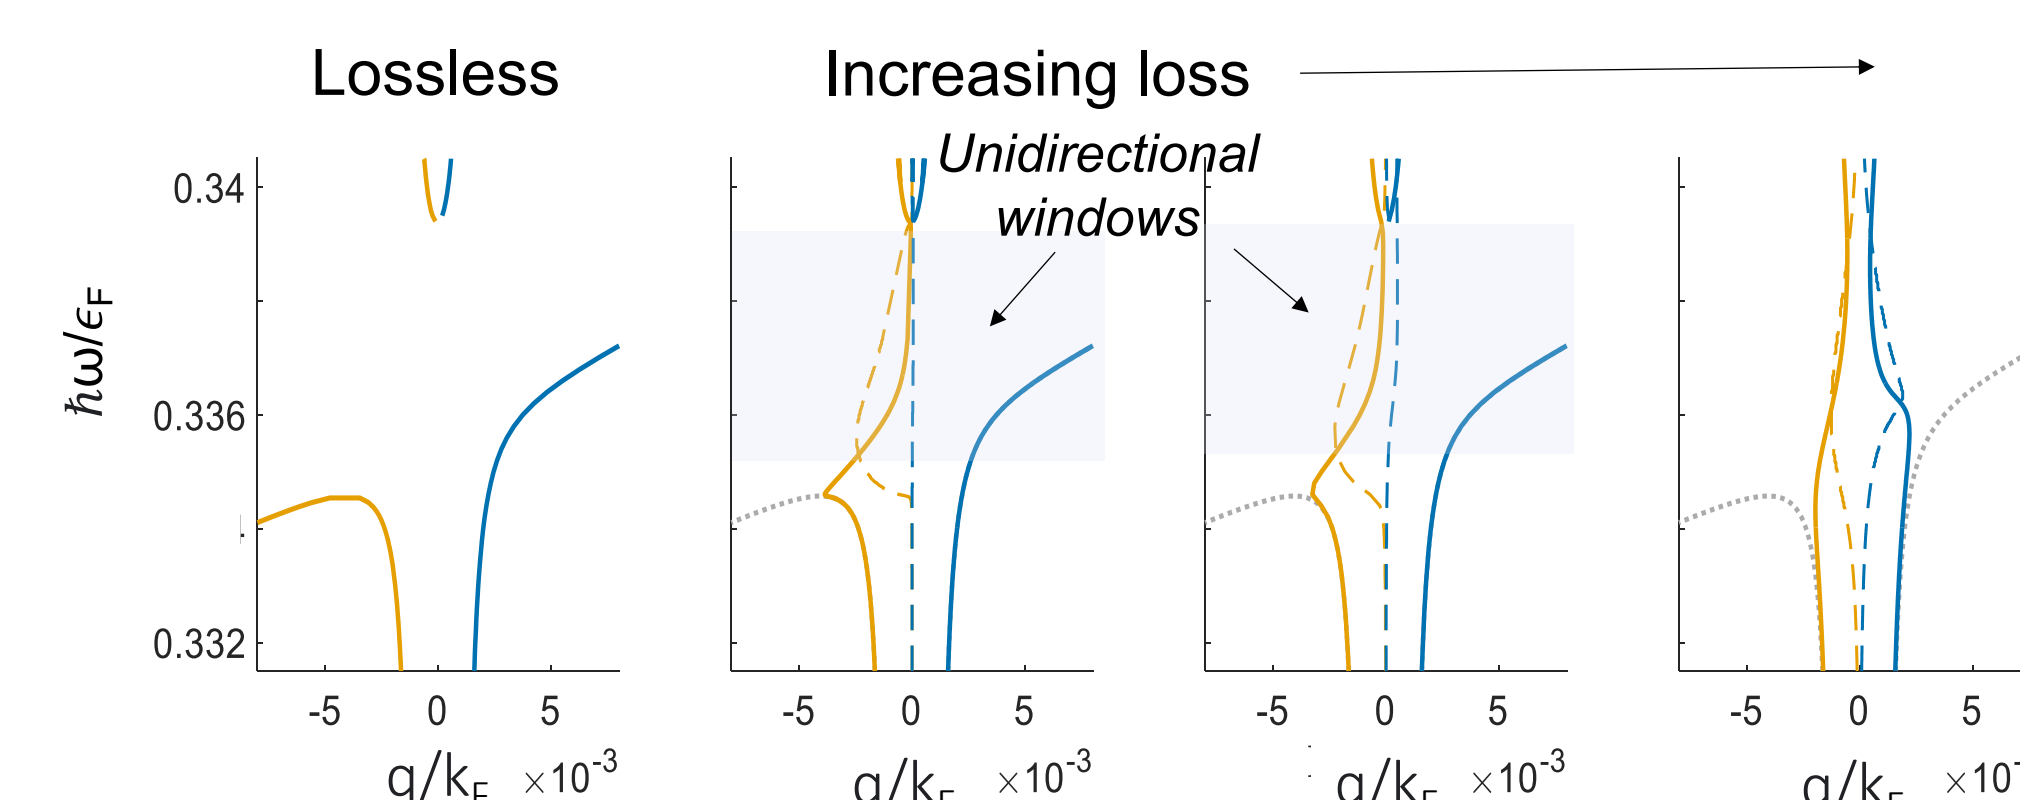 Lossless
Increasing loss
Unidirectional
windows
ħω/ϵF
0.34
0.336
0.332
-5 0 5
-5 0 5
-5 0 5
-5 0 5
q/kF ×10-3
q/kF ×10-3
q/kF ×10-3
q/kF ×10-